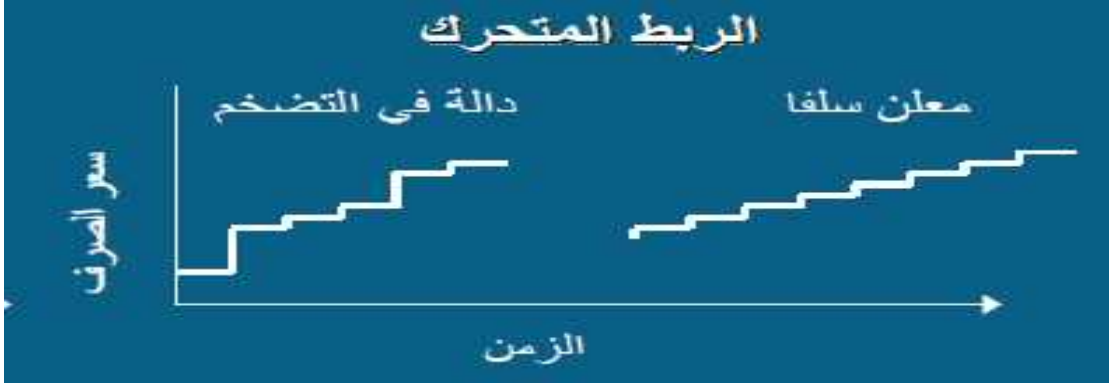 الربط المتحرك
معلن سلفا
دالة فى التضخم
سعر الصرف
الزمن